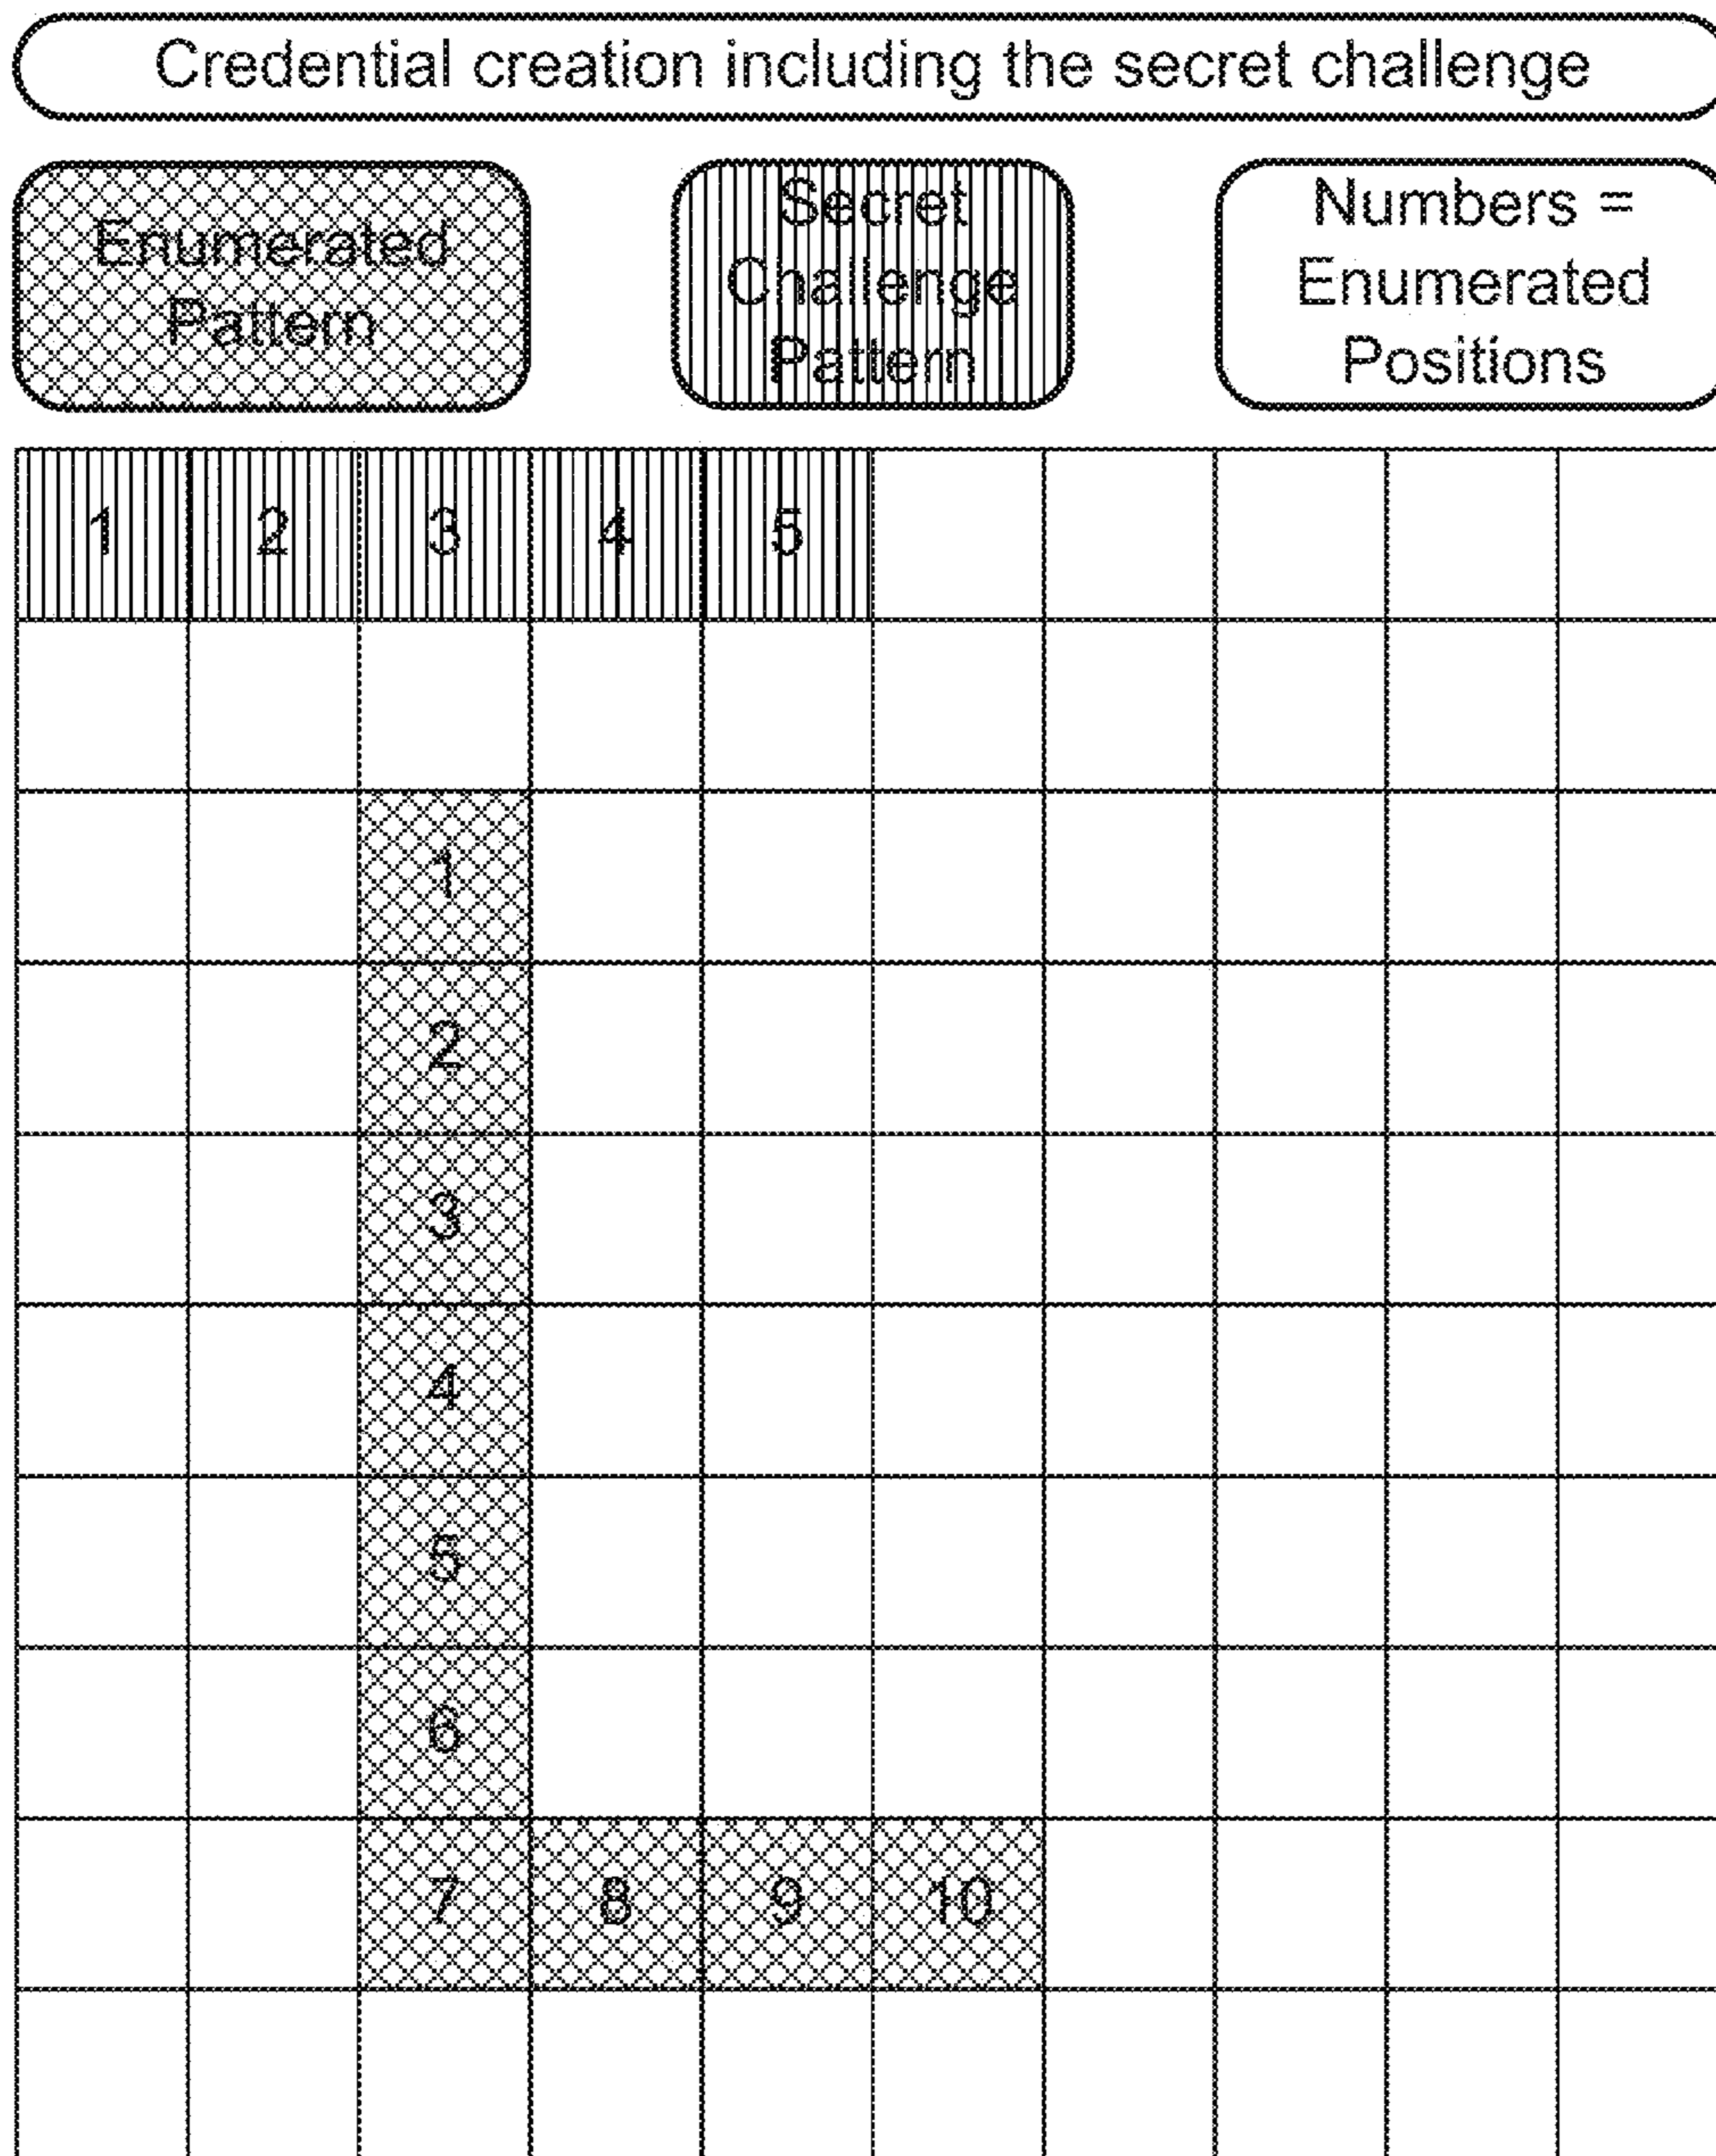 Credential creation including the secret challenge
Enumerated
Pattern
Secret
Challenge
Pattern
Numbers =
Enumerated
Positions
1 2 3 4 5
1
2
3
4
5
6
7 8 9 10